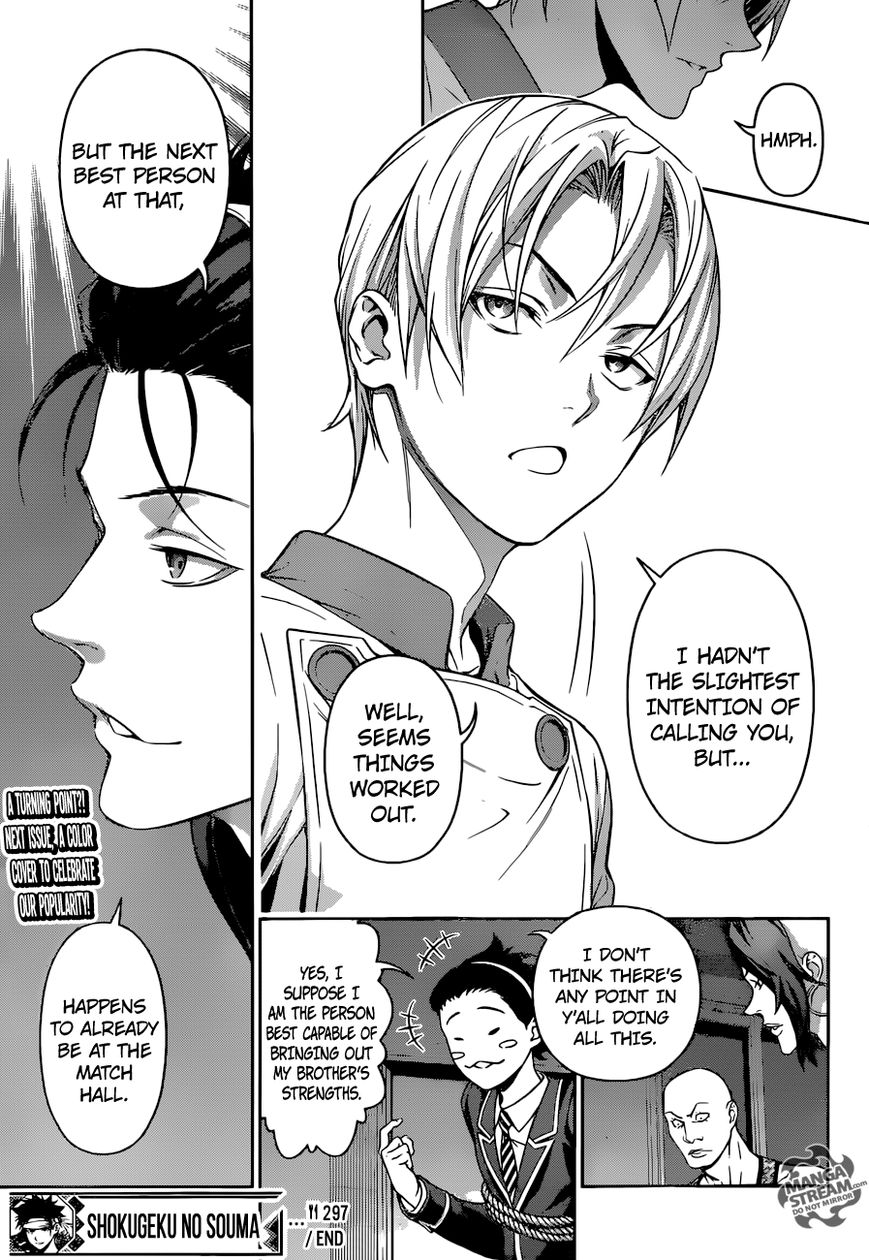 HMPH.
I HADN'T
THE SLIGHTEST
INTENTION OF
CALLING YOU,
BUT...
WELL,
SEEMS
THINGS
WORKED
OUT.
BUT THE NEXT
BEST PERSON
AT THAT,
HAPPENS
TO ALREADY
BE AT THE
MATCH
HALL.
I DON'T
THINK THERE'S
ANY POINT IN
Y'ALL DOING
ALL THIS.
YES, I
SUPPOSE I
AM THE PERSON
BEST CAPABLE OF
BRINGING OUT
MY BROTHER'S
STRENGTHS.
A TURNING POINT?!
NEXT ISSUE, A COLOR
COVER TO CELEBRATE
OUR POPULARITY!
SHOKUGEKU NO SOUMA
... 297
/ END
MANGA
STREAM.com
DO NOT MIRROR